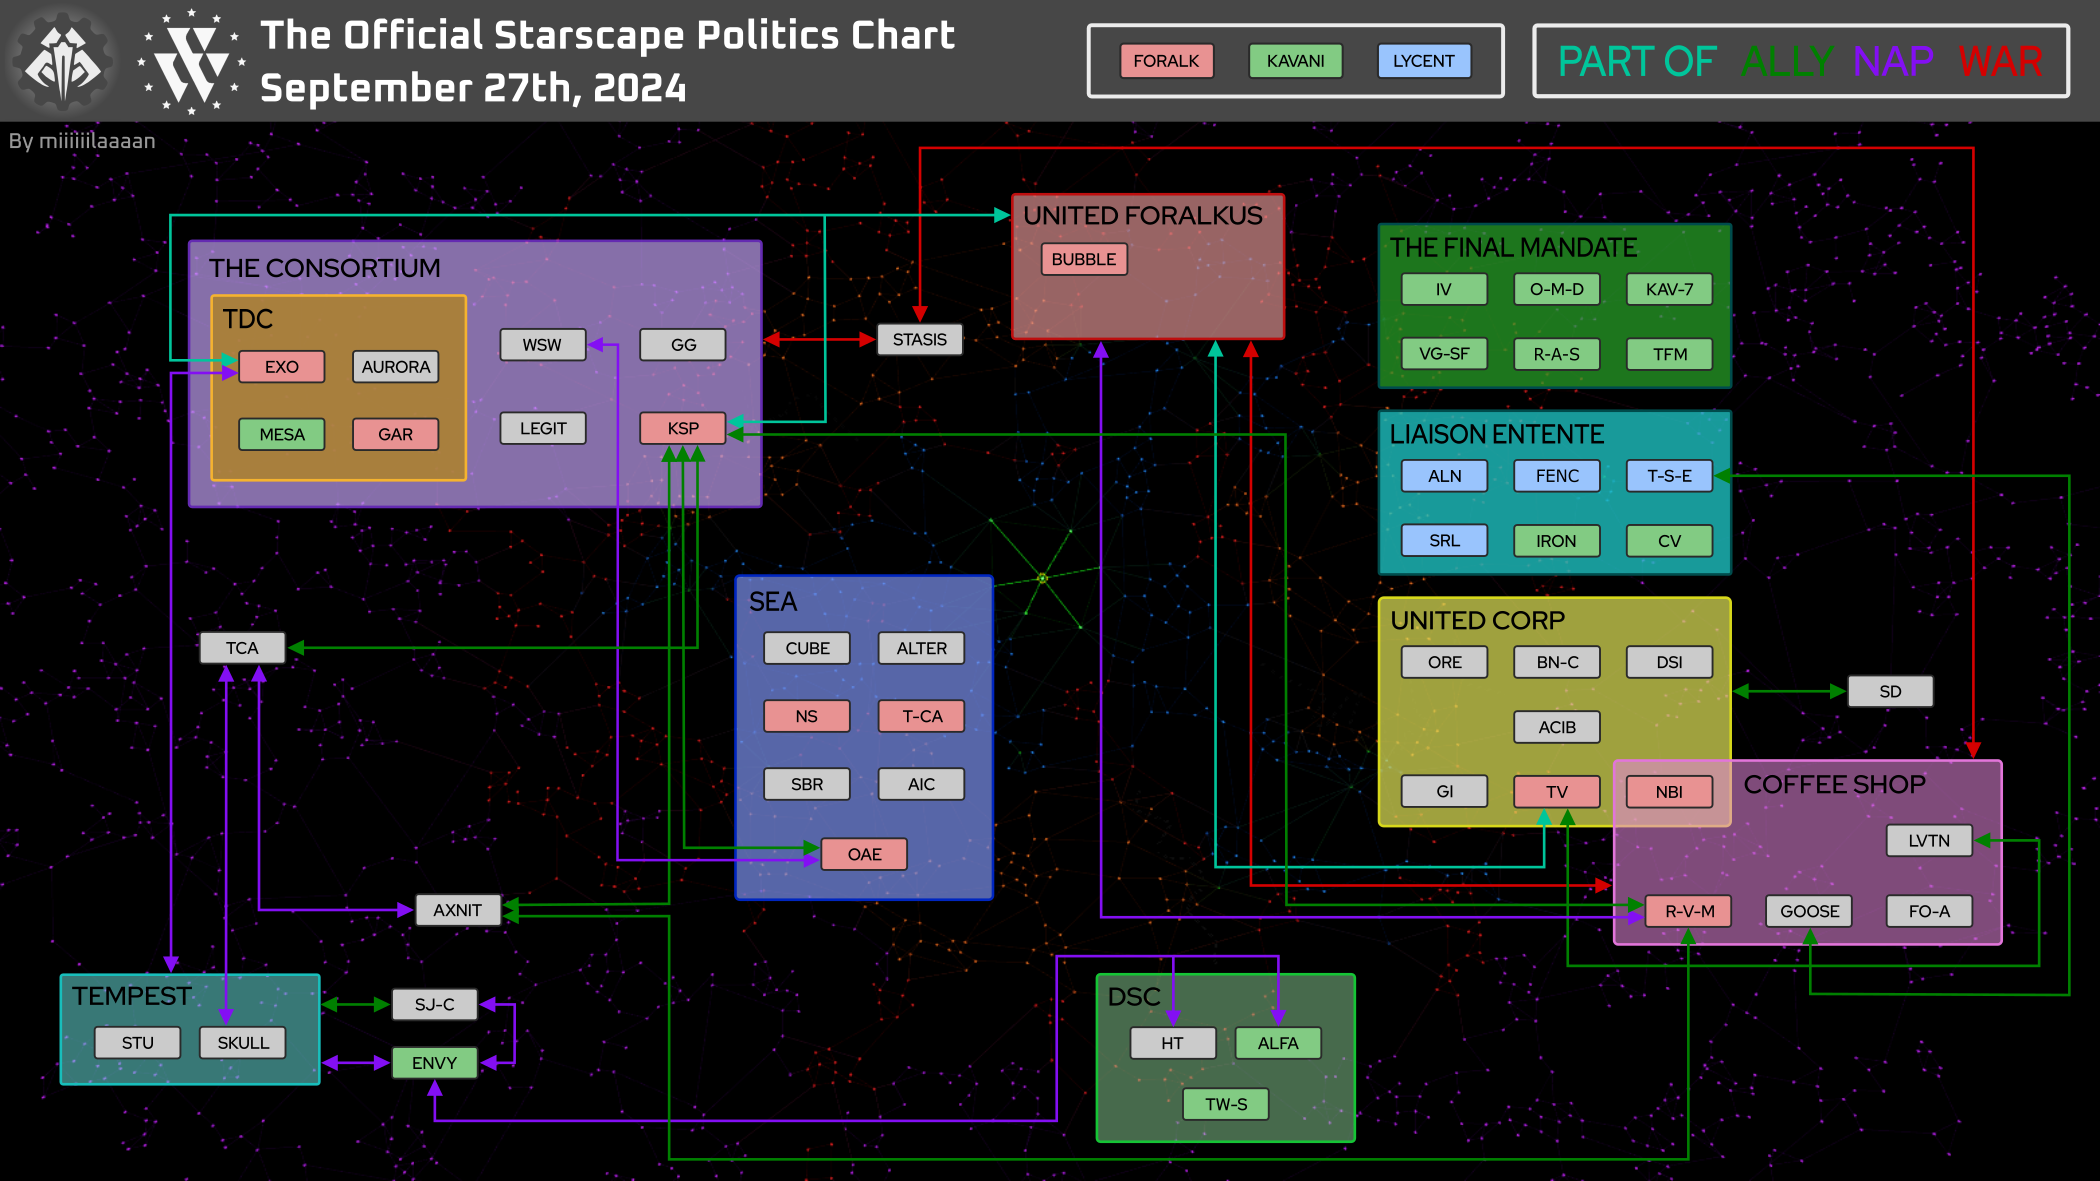 The Official Starscape Politics Chart
September 27th, 2024
FORALK KAVANI LYCENT
PART OF ALLY NAP WAR
By miiiiiilaaaan
THE CONSORTIUM
TDC
EXO AURORA
MESA GAR
WSW GG
LEGIT KSP
STASIS
UNITED FORALKUS
BUBBLE
THE FINAL MANDATE
IV O-M-D KAV-7
VG-SF R-A-S TFM
LIAISON ENTENTE
ALN FENC T-S-E
SRL IRON CV
SEA
CUBE ALTER
NS T-CA
SBR AIC
OAE
UNITED CORP
ORE BN-C DSI
ACIB
GI TV NBI
SD
COFFEE SHOP
LVTN
R-V-M GOOSE FO-A
TCA
AXNIT
TEMPEST
STU SKULL
SJ-C
ENVY
DSC
HT ALFA
TW-S